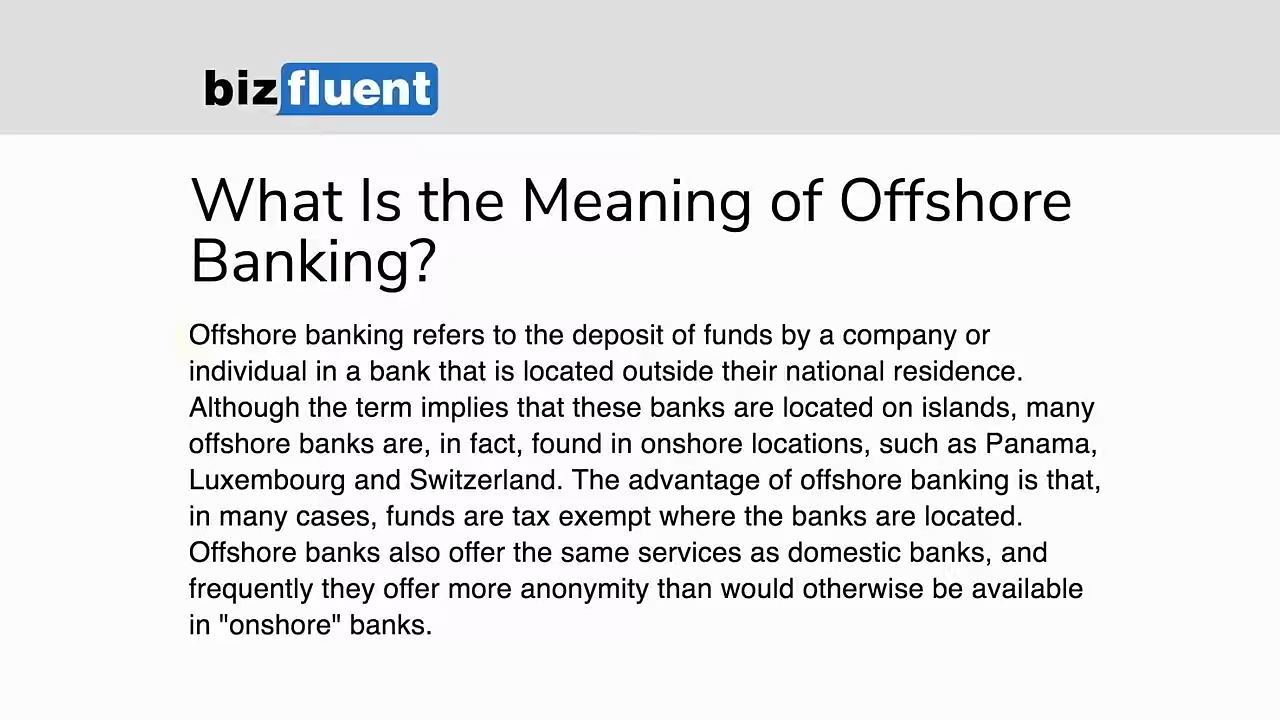 bizfluent
What Is the Meaning of Offshore
Banking?
Offshore banking refers to the deposit of funds by a company or
individual in a bank that is located outside their national residence.
Although the term implies that these banks are located on islands, many
offshore banks are, in fact, found in onshore locations, such as Panama,
Luxembourg and Switzerland. The advantage of offshore banking is that,
in many cases, funds are tax exempt where the banks are located.
Offshore banks also offer the same services as domestic banks, and
frequently they offer more anonymity than would otherwise be available
in "onshore" banks.